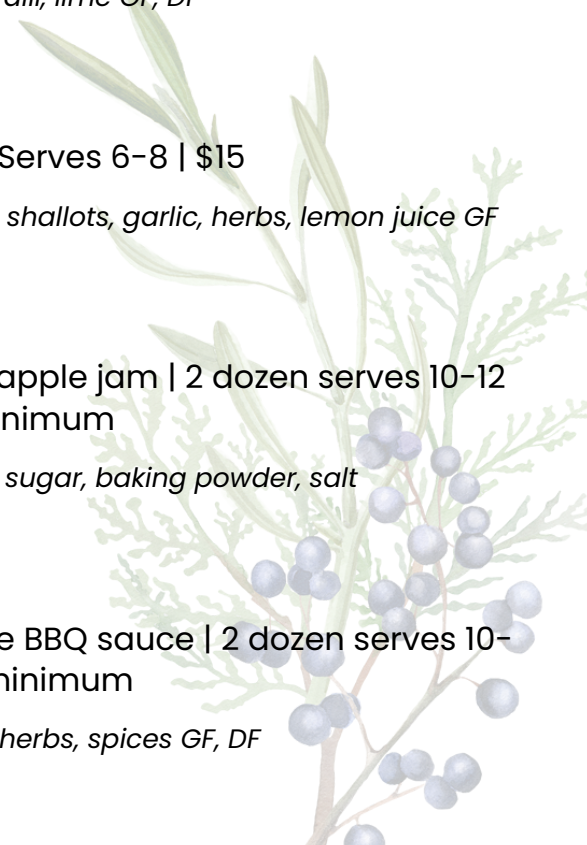 dill, lime GF, DF
Serves 6-8 | $15
shallots, garlic, herbs, lemon juice GF
apple jam | 2 dozen serves 10-12
nimum
sugar, baking powder, salt
e BBQ sauce | 2 dozen serves 10-
ninimum
herbs, spices GF, DF